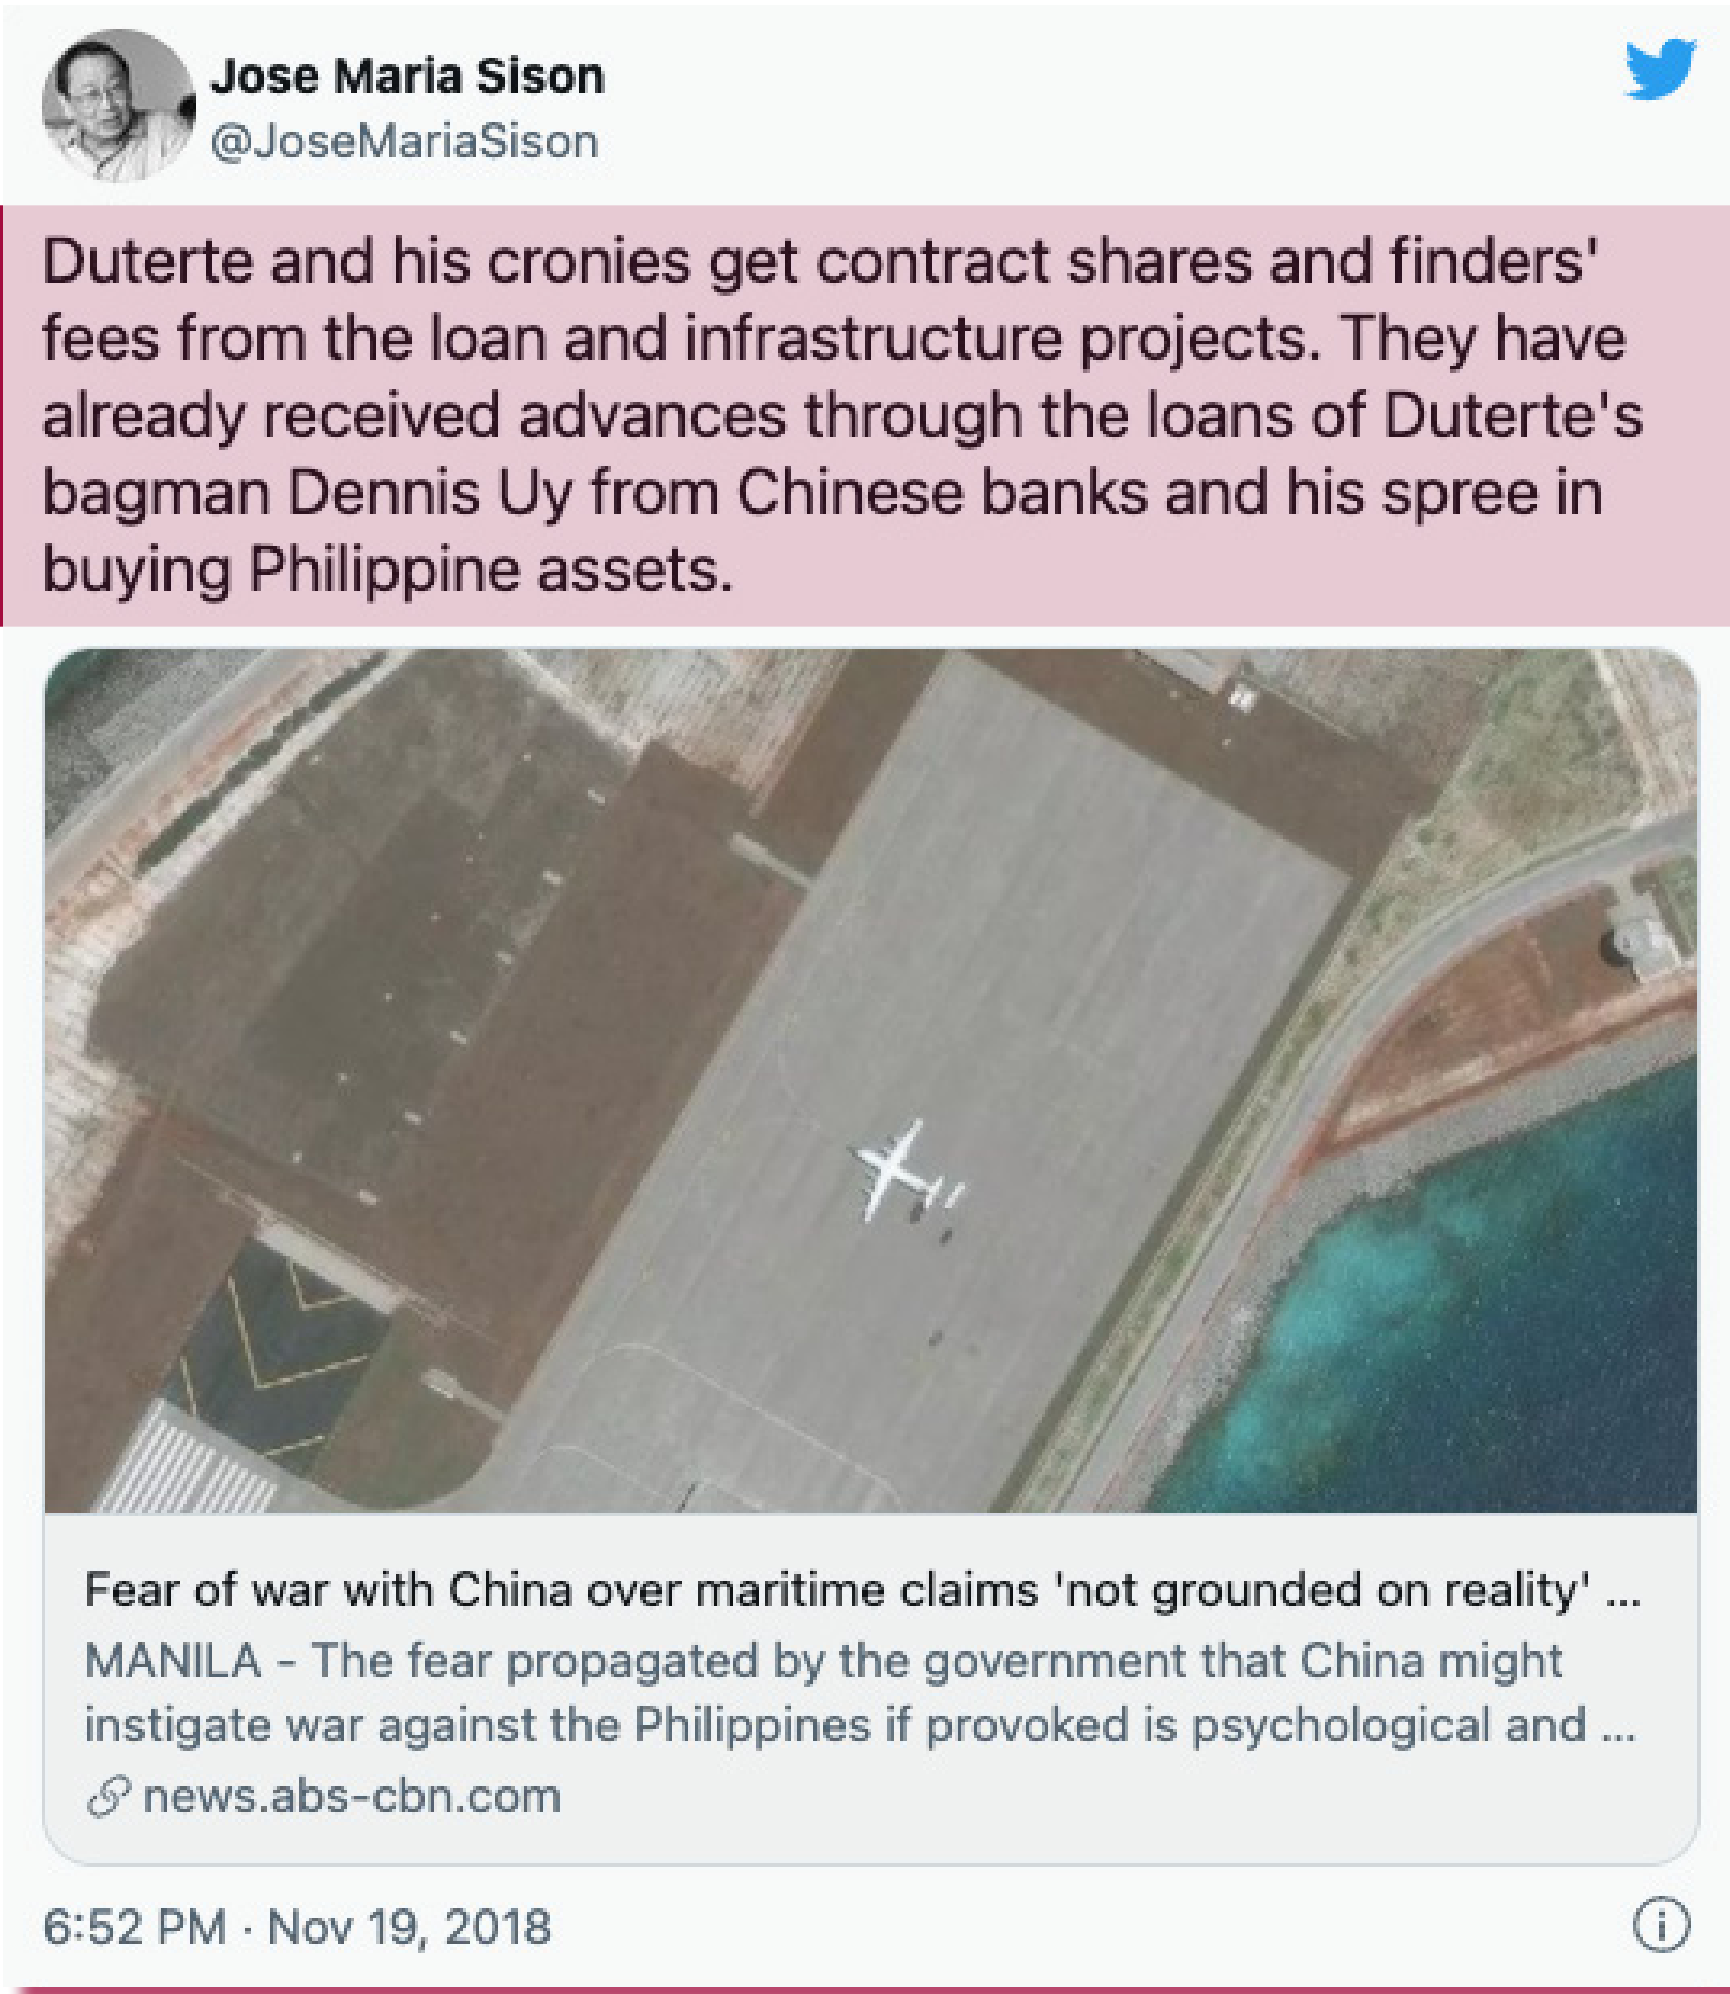 Jose Maria Sison
@JoseMariaSison
Duterte and his cronies get contract shares and finders'
fees from the loan and infrastructure projects. They have
already received advances through the loans of Duterte's
bagman Dennis Uy from Chinese banks and his spree in
buying Philippine assets.
Fear of war with China over maritime claims 'not grounded on reality' ...
MANILA – The fear propagated by the government that China might
instigate war against the Philippines if provoked is psychological and ...
news.abs-cbn.com
6:52 PM · Nov 19, 2018